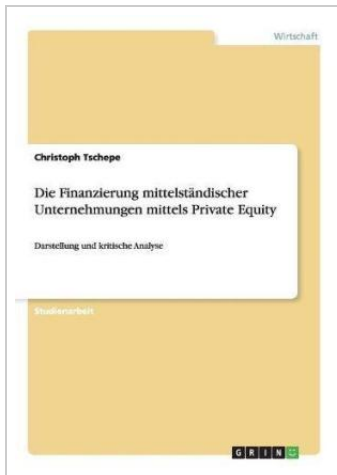 Wirtschaft
Christoph Tschepe
Die Finanzierung mittelständischer
Unternehmungen mittels Private Equity
Darstellung und kritische Analyse
Studienarbeit
GRIN